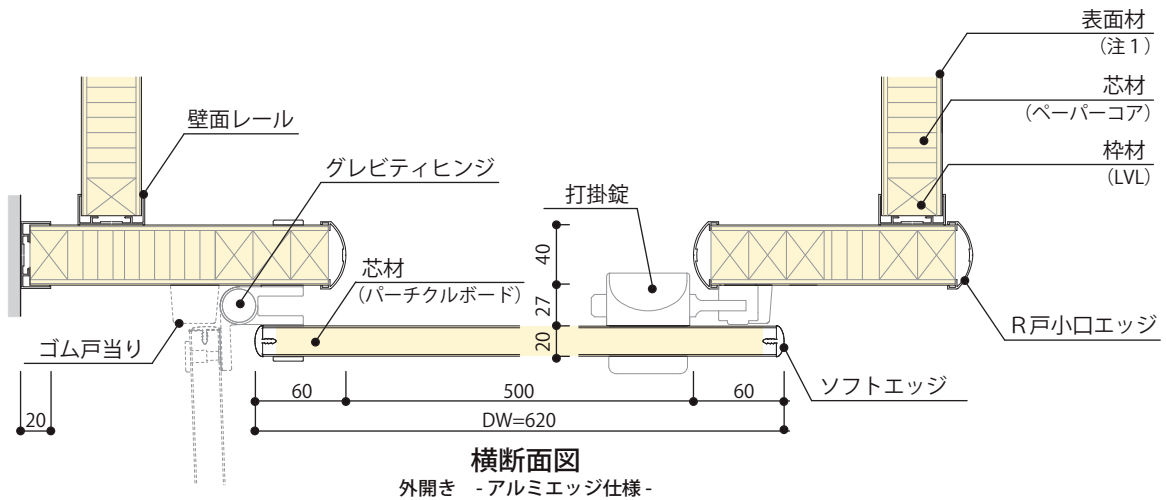 表面材
(注1)
芯材
(ペーパーコア)
枠材
(LVL)
壁面レール
グレビティヒンジ
打掛錠
芯材
(パーチクルボード)
40
27
20
ゴム戸当り
R戸小口エッジ
ソフトエッジ
20
60
500
60
DW=620
横断面図
外開き -アルミエッジ仕様-